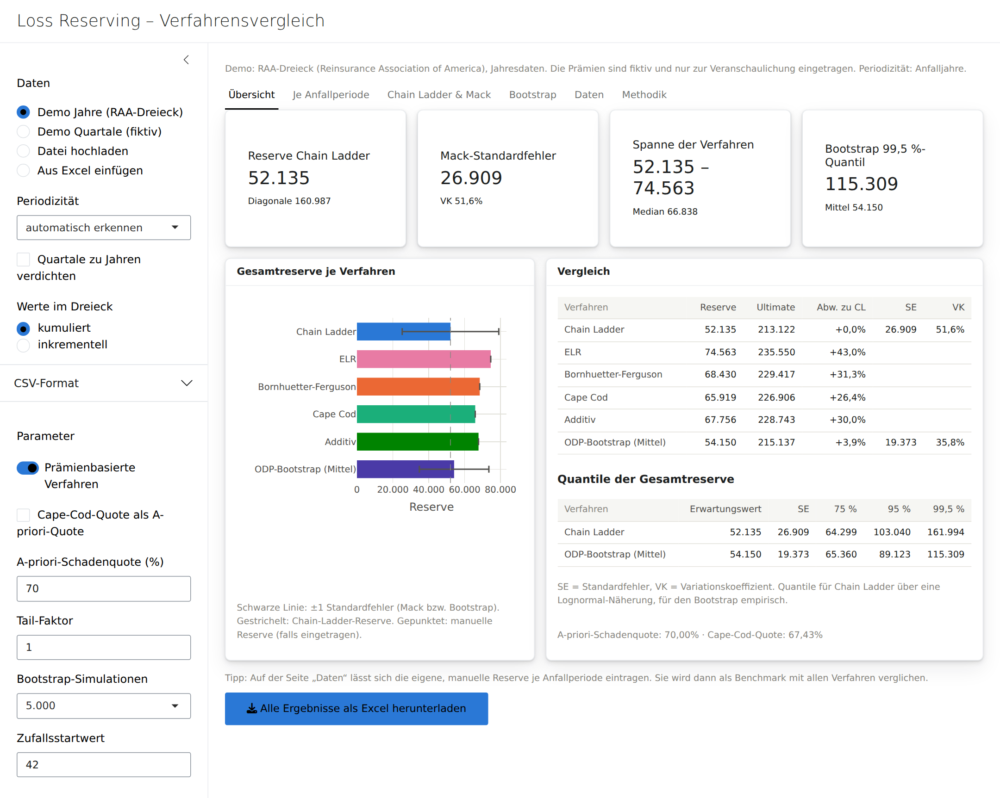 Loss Reserving – Verfahrensvergleich
Daten
Demo Jahre (RAA-Dreieck)
Demo Quartale (fiktiv)
Datei hochladen
Aus Excel einfügen
Periodizität
automatisch erkennen
Quartale zu Jahren
verdichten
Werte im Dreieck
kumuliert
inkrementell
CSV-Format
Parameter
Prämienbasierte
Verfahren
Cape-Cod-Quote als A-
priori-Quote
A-priori-Schadenquote (%)
70
Tail-Faktor
1
Bootstrap-Simulationen
5.000
Zufallsstartwert
42
Demo: RAA-Dreieck (Reinsurance Association of America), Jahresdaten. Die Prämien sind fiktiv und nur zur Veranschaulichung eingetragen. Periodizität: Anfalljahre.
Übersicht Je Anfallperiode Chain Ladder & Mack Bootstrap Daten Methodik
Reserve Chain Ladder
52.135
Diagonale 160.987
Mack-Standardfehler
26.909
VK 51,6%
Spanne der Verfahren
52.135 –
74.563
Median 66.838
Bootstrap 99,5 %-
Quantil
115.309
Mittel 54.150
Gesamtreserve je Verfahren
Chain Ladder
ELR
Bornhuetter-Ferguson
Cape Cod
Additiv
ODP-Bootstrap (Mittel)
0 20.000 40.000 60.000 80.000
Reserve
Schwarze Linie: ±1 Standardfehler (Mack bzw. Bootstrap).
Gestrichelt: Chain-Ladder-Reserve. Gepunktet: manuelle
Reserve (falls eingetragen).
Vergleich
Verfahren Reserve Ultimate Abw. zu CL SE VK
Chain Ladder 52.135 213.122 +0,0% 26.909 51,6%
ELR 74.563 235.550 +43,0%
Bornhuetter-Ferguson 68.430 229.417 +31,3%
Cape Cod 65.919 226.906 +26,4%
Additiv 67.756 228.743 +30,0%
ODP-Bootstrap (Mittel) 54.150 215.137 +3,9% 19.373 35,8%
Quantile der Gesamtreserve
Verfahren Erwartungswert SE 75 % 95 % 99,5 %
Chain Ladder 52.135 26.909 64.299 103.040 161.994
ODP-Bootstrap (Mittel) 54.150 19.373 65.360 89.123 115.309
SE = Standardfehler, VK = Variationskoeffizient. Quantile für Chain Ladder über eine
Lognormal-Näherung, für den Bootstrap empirisch.
A-priori-Schadenquote: 70,00% · Cape-Cod-Quote: 67,43%
Tipp: Auf der Seite „Daten“ lässt sich die eigene, manuelle Reserve je Anfallperiode eintragen. Sie wird dann als Benchmark mit allen Verfahren verglichen.
Alle Ergebnisse als Excel herunterladen